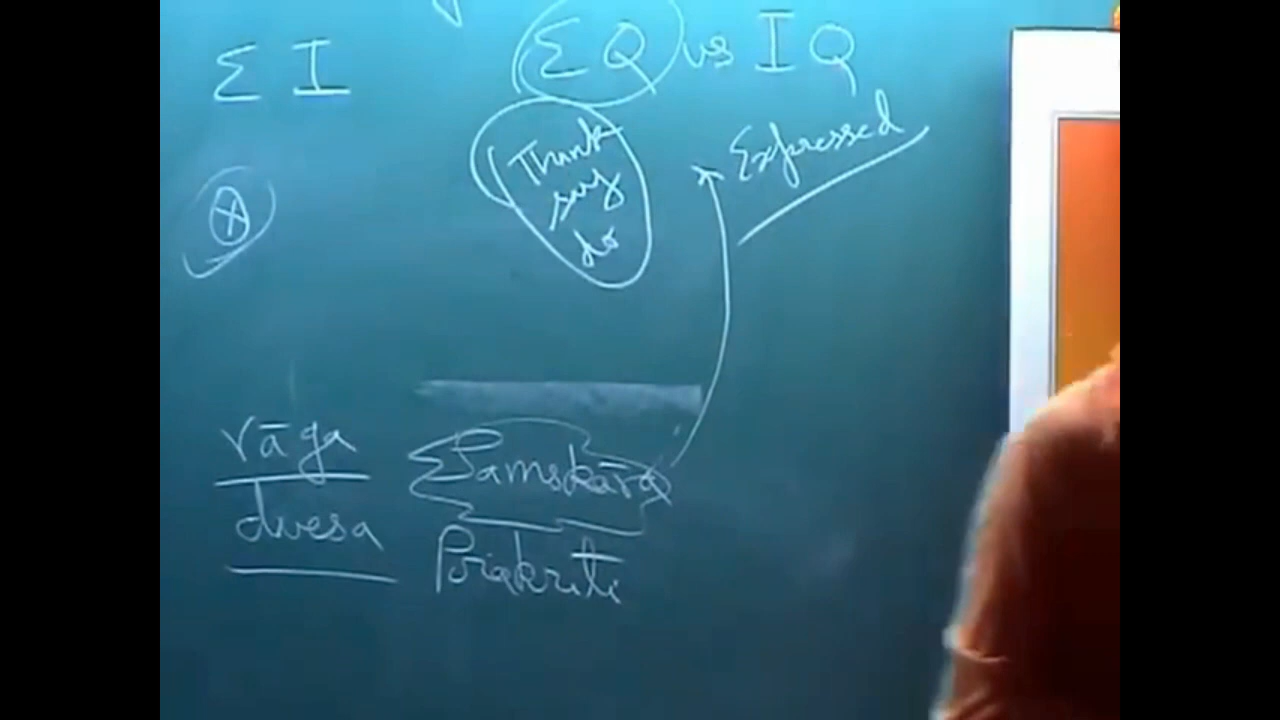 EI
EQ vs IQ
Think
say
do
Expressed
rāga
dvesa
Samskāra
Prakriti